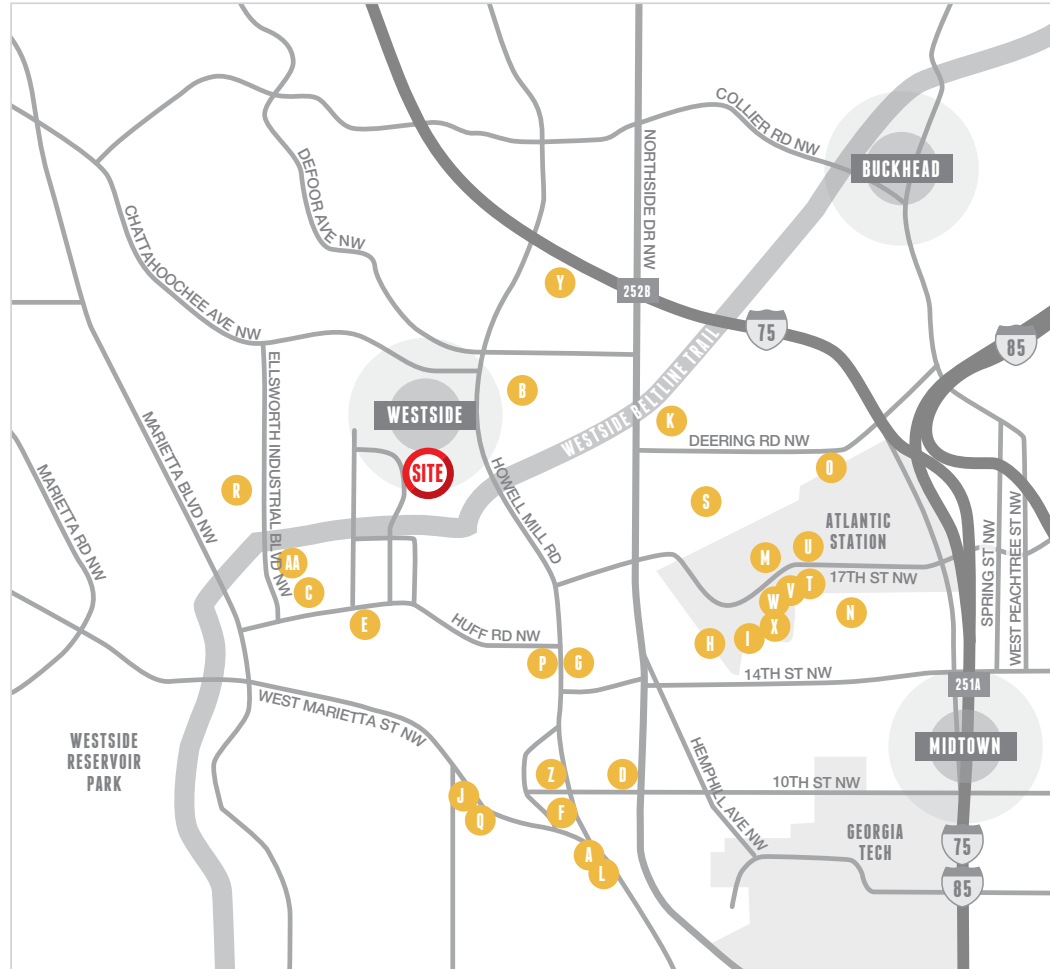 COLLIER RD NW
BUCKHEAD
NORTHSIDE DR NW
DEFOOR AVE NW
CHATTAHOOCHEE AVE NW
Y
252B
75
85
WESTSIDE BELTLINE TRAIL
ELLSWORTH INDUSTRIAL BLVD NW
B
WESTSIDE
K
DEERING RD NW
MARIETTA BLVD NW
HOWELL MILL RD
SITE
O
MARIETTA RD NW
R
S
ATLANTIC
STATION
SPRING ST NW
WEST PEACHTREE ST NW
M
U
AA
C
17TH ST NW
T
V
W
N
E
X
HUFF RD NW
H
I
P
G
14TH ST NW
251A
WEST MARIETTA ST NW
WESTSIDE
RESERVOIR
PARK
MIDTOWN
HEMPHILL AVE NW
Z
D
10TH ST NW
J
Q
F
GEORGIA
TECH
75
A
L
85